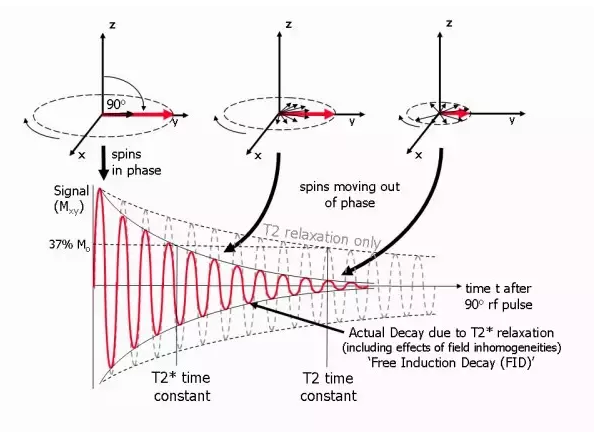 z
90°
y
x
z
y
x
z
y
x
spins
in phase
spins moving out
of phase
Signal
(Mxy)
37% Mo
T2 relaxation only
time t after
90° rf pulse
Actual Decay due to T2* relaxation
(including effects of field inhomogeneities)
‘Free Induction Decay (FID)’
T2* time
constant
T2 time
constant